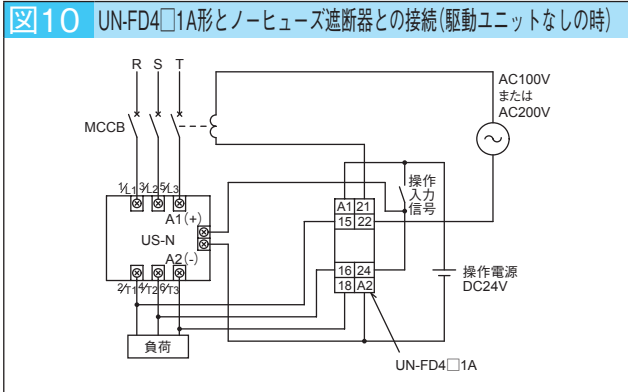 図10 UN-FD4□1A形とノーヒューズ遮断器との接続(駆動ユニットなしの時)
R S T
AC100V
または
AC200V
MCCB
1/L1 3/L2 5/L3
A1(+)
US-N
A2(-)
2/T1 4/T2 6/T3
負荷
A1 21
15 22
16 24
18 A2
操作
入力
信号
操作電源
DC24V
UN-FD4□1A